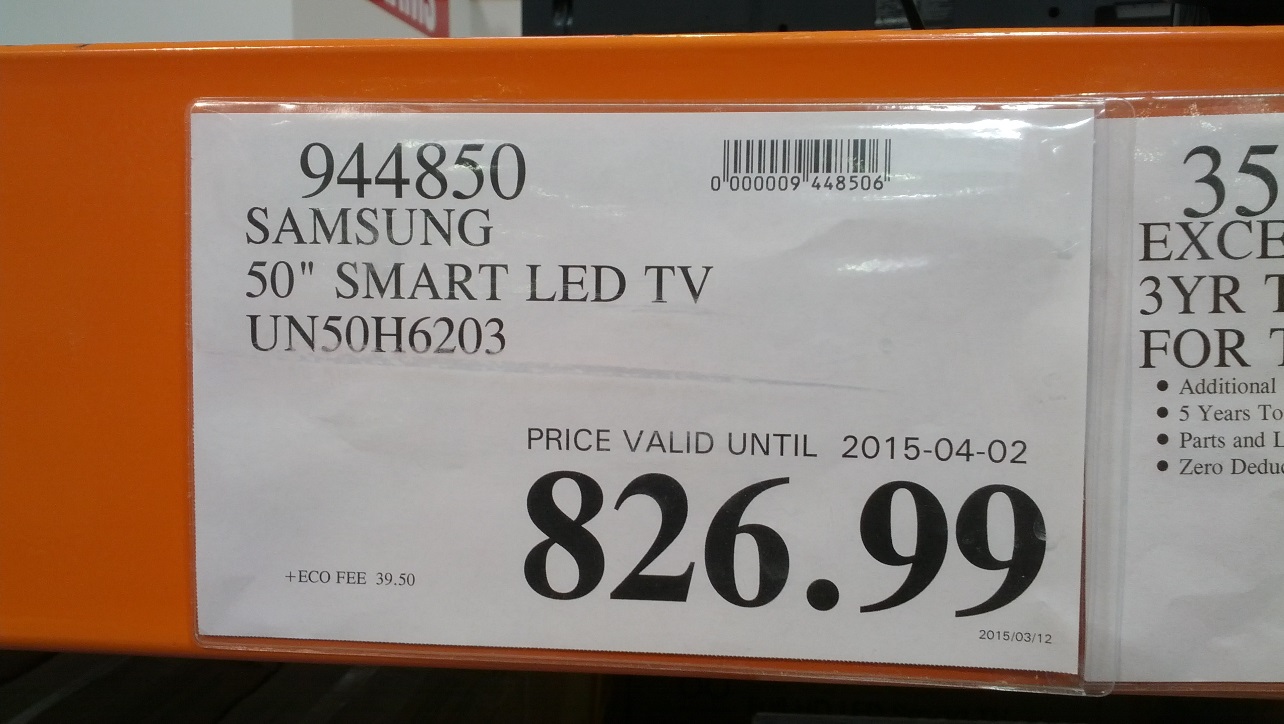 944850
0 000009 448506
SAMSUNG
50" SMART LED TV
UN50H6203
PRICE VALID UNTIL 2015-04-02
826.99
+ECO FEE 39.50
2015/03/12
35
EXCE
3YR T
FOR T
• Additional
• 5 Years To
• Parts and L
• Zero Deduc